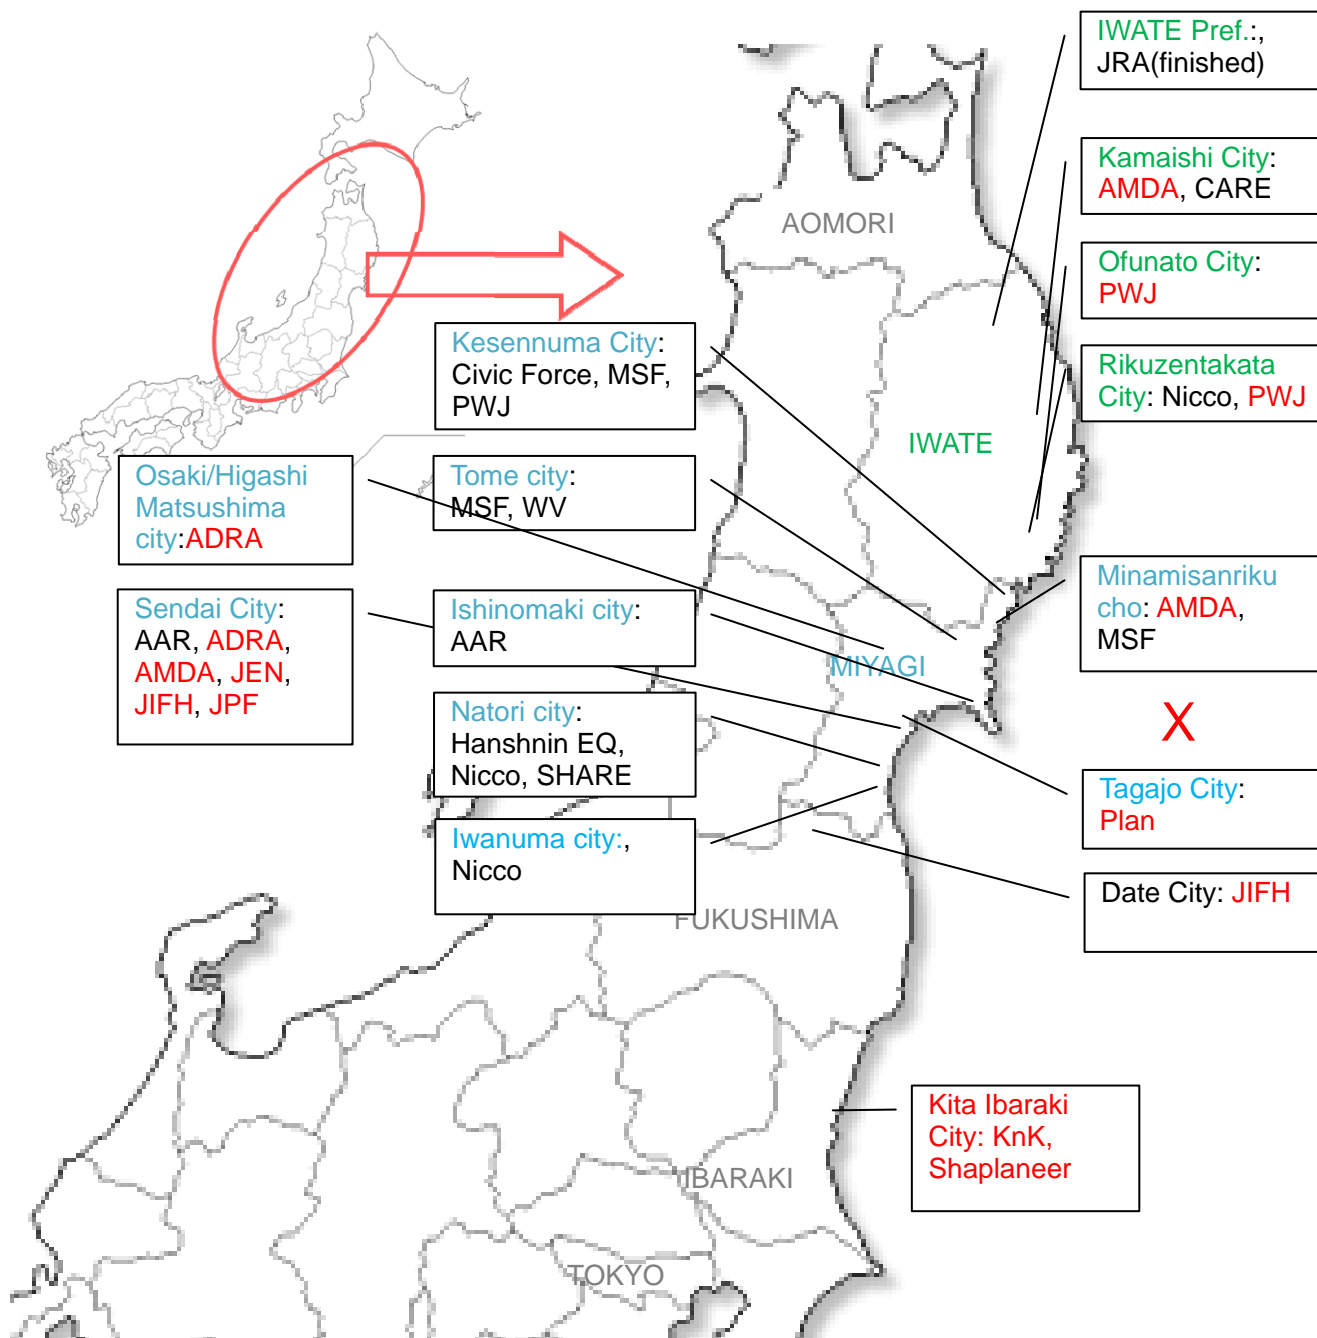 IWATE Pref.:,
JRA(finished)
Kamaishi City:
AMDA, CARE
AOMORI
Ofunato City:
PWJ
Kesennuma City:
Civic Force, MSF,
PWJ
Rikuzentakata
City: Nicco, PWJ
IWATE
Osaki/Higashi
Matsushima
city:ADRA
Tome city:
MSF, WV
Minamisanriku
cho: AMDA,
MSF
Sendai City:
AAR, ADRA,
AMDA, JEN,
JIFH, JPF
Ishinomaki city:
AAR
MIYAGI
Natori city:
Hanshnin EQ,
Nicco, SHARE
X
Tagajo City:
Plan
Iwanuma city:,
Nicco
Date City: JIFH
FUKUSHIMA
Kita Ibaraki
City: KnK,
Shaplaneer
IBARAKI
TOKYO